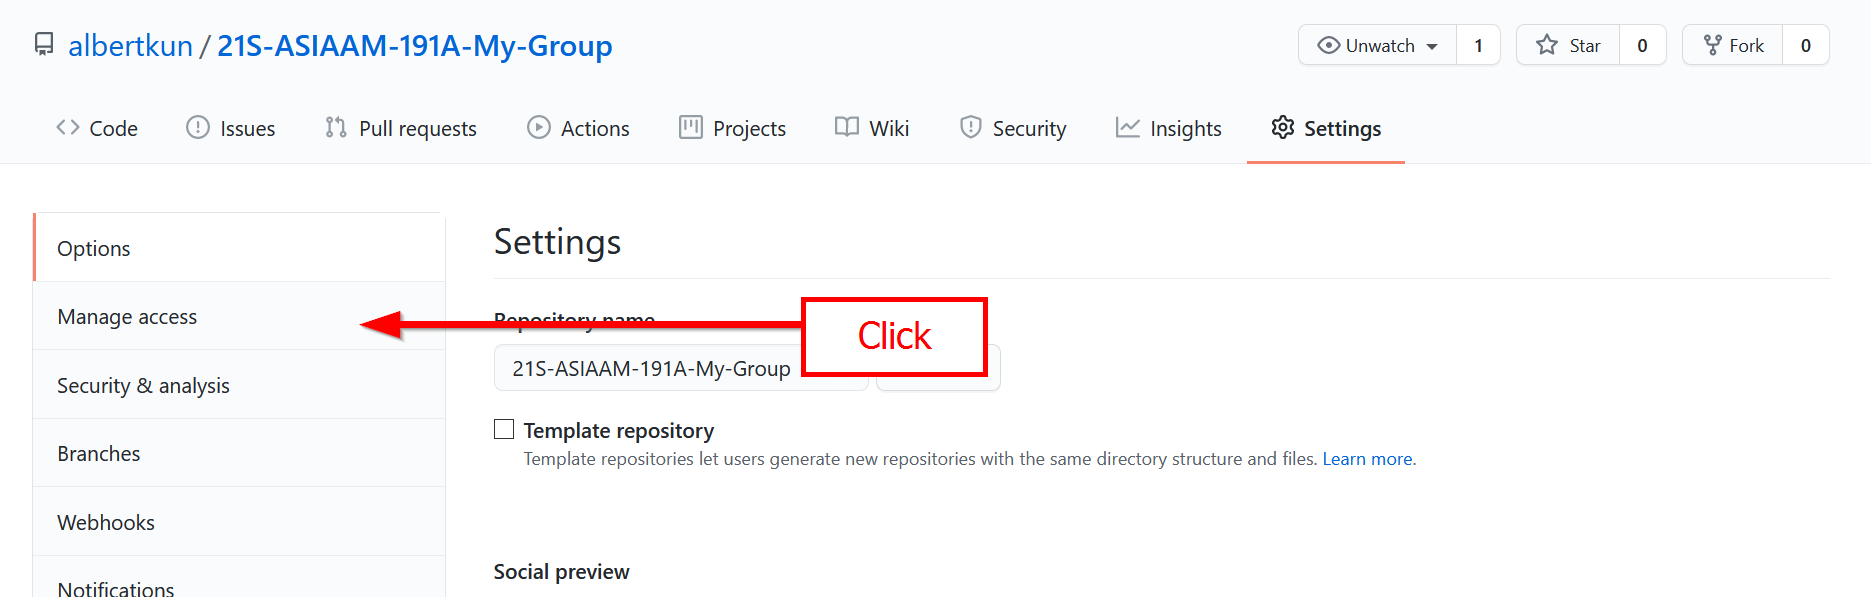 albertkun / 21S-ASIAAM-191A-My-Group
Unwatch 1 Star 0 Fork 0
Code Issues Pull requests Actions Projects Wiki Security Insights Settings
Options
Manage access
Security & analysis
Branches
Webhooks
Notifications
Settings
Repository name
Click
21S-ASIAAM-191A-My-Group
Template repository
Template repositories let users generate new repositories with the same directory structure and files. Learn more.
Social preview